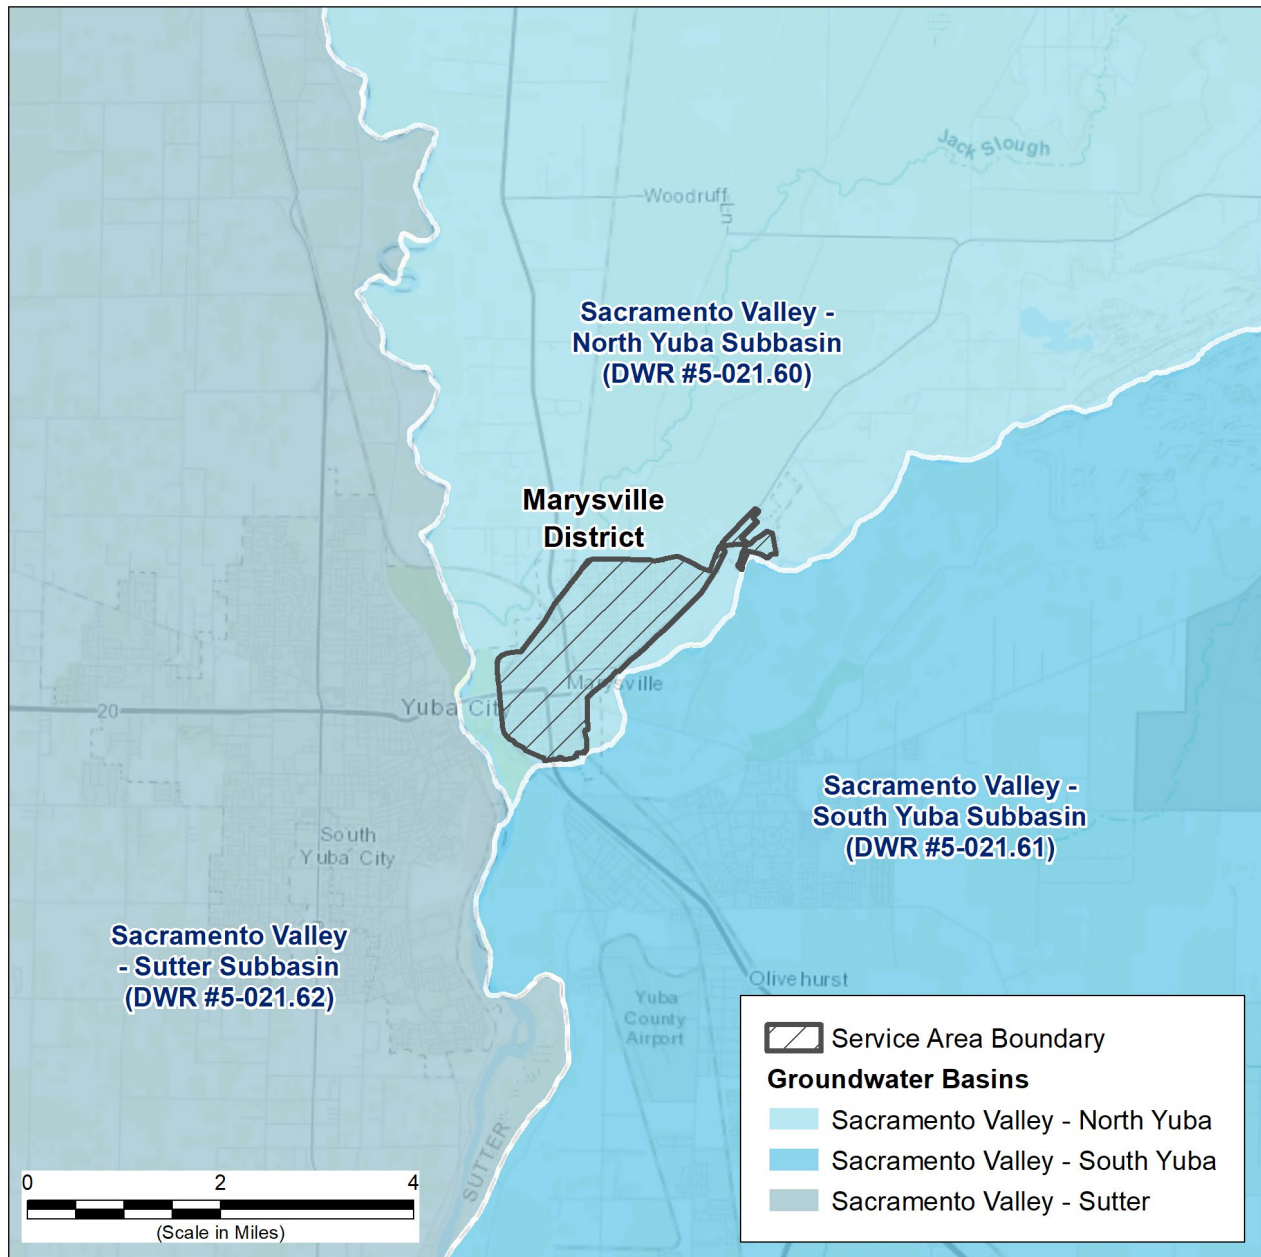 Jack Slough
Woodruff
Ln
Sacramento Valley -
North Yuba Subbasin
(DWR #5-021.60)
Marysville
District
Marysville
Yuba City
20
Sacramento Valley -
South Yuba Subbasin
(DWR #5-021.61)
South
Yuba City
Sacramento Valley
- Sutter Subbasin
(DWR #5-021.62)
Olivehurst
Yuba
County
Airport
SUTTER
Service Area Boundary
Groundwater Basins
Sacramento Valley - North Yuba
Sacramento Valley - South Yuba
Sacramento Valley - Sutter
0 2 4
(Scale in Miles)